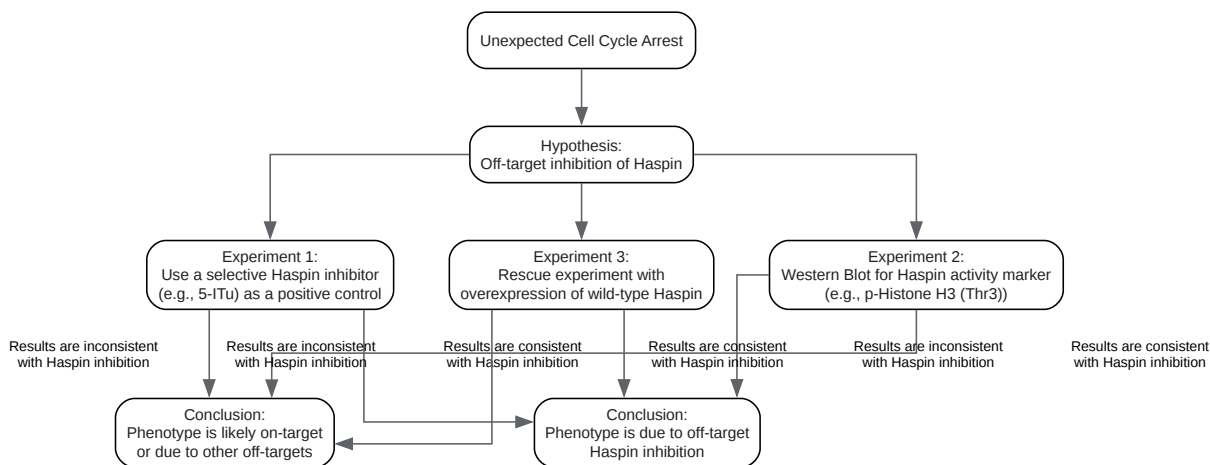 Unexpected Cell Cycle Arrest
Hypothesis:
Off-target inhibition of Haspin
Experiment 1:
Use a selective Haspin inhibitor
(e.g., 5-ITu) as a positive control
Experiment 3:
Rescue experiment with
overexpression of wild-type Haspin
Experiment 2:
Western Blot for Haspin activity marker
(e.g., p-Histone H3 (Thr3))
Results are inconsistent
with Haspin inhibition
Results are inconsistent
with Haspin inhibition
Results are consistent
with Haspin inhibition
Results are consistent
with Haspin inhibition
Results are inconsistent
with Haspin inhibition
Results are consistent
with Haspin inhibition
Conclusion:
Phenotype is likely on-target
or due to other off-targets
Conclusion:
Phenotype is due to off-target
Haspin inhibition